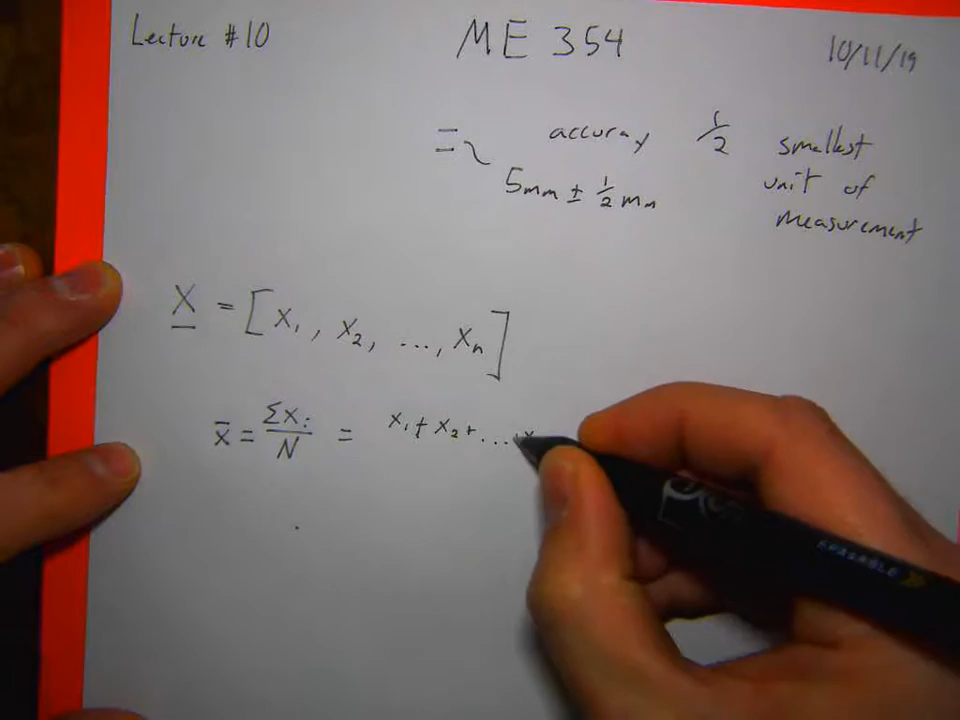 Lecture #10 ME 354 10/11/19
accuray 1/2 smallest
unit of
measurement
5mm ± 1/2 mm
X = [x₁, x₂, ..., xₙ]
x̄ = Σxᵢ/N = x₁ + x₂ + ... x
ERASABLE